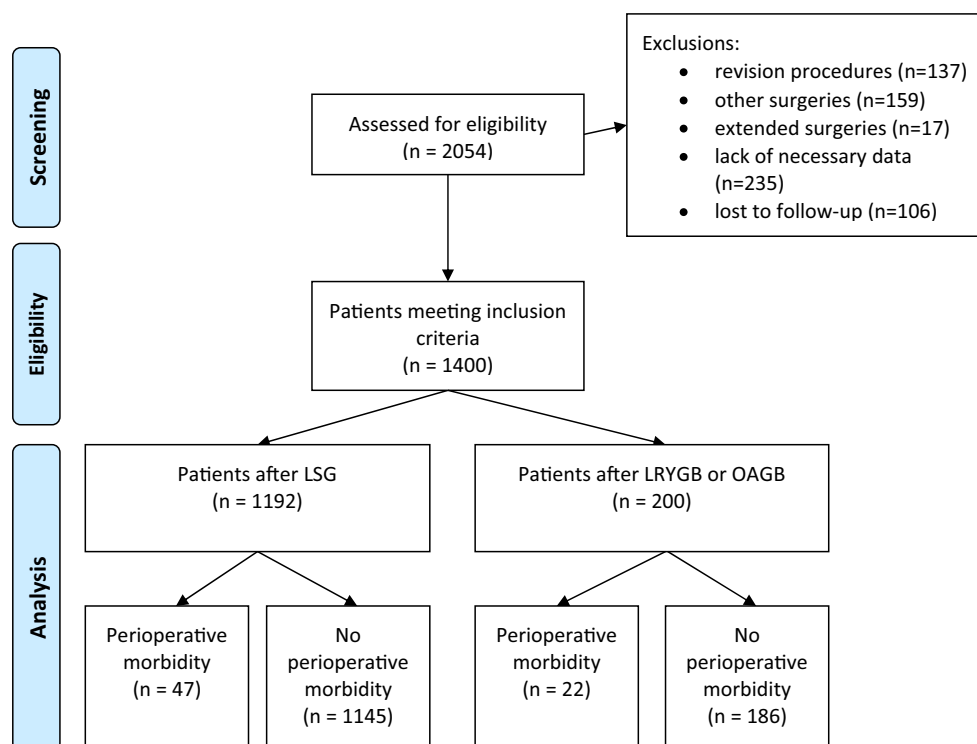 Screening
Assessed for eligibility
(n = 2054)
Exclusions:
• revision procedures (n=137)
• other surgeries (n=159)
• extended surgeries (n=17)
• lack of necessary data
(n=235)
• lost to follow-up (n=106)
Eligibility
Patients meeting inclusion
criteria
(n = 1400)
Analysis
Patients after LSG
(n = 1192)
Patients after LRYGB or OAGB
(n = 200)
Perioperative
morbidity
(n = 47)
No
perioperative
morbidity
(n = 1145)
Perioperative
morbidity
(n = 22)
No
perioperative
morbidity
(n = 186)